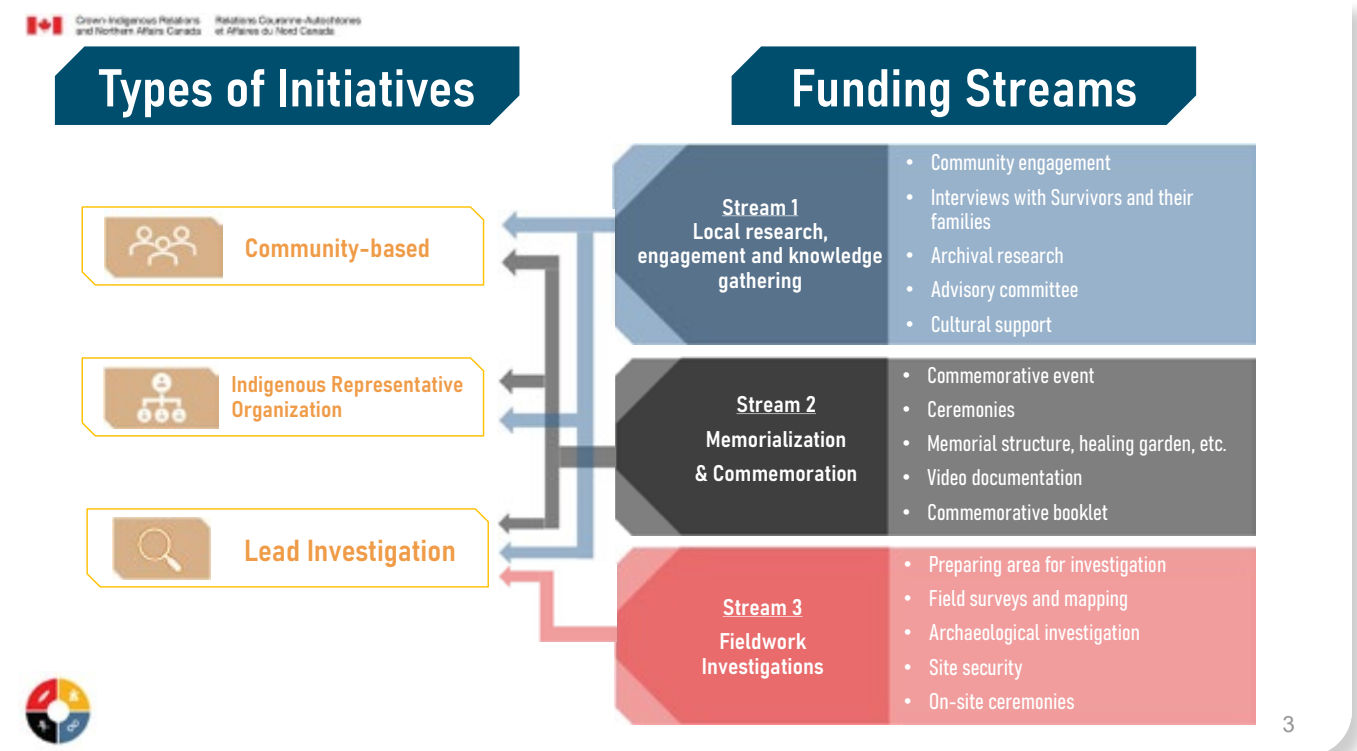 Crown-Indigenous Relations
and Northern Affairs Canada
Relations Couronne-Autochtones
et Affaires du Nord Canada
Types of Initiatives
Funding Streams
Community-based
Indigenous Representative
Organization
Lead Investigation
Stream 1
Local research,
engagement and knowledge
gathering
• Community engagement
• Interviews with Survivors and their
families
• Archival research
• Advisory committee
• Cultural support
Stream 2
Memorialization
& Commemoration
• Commemorative event
• Ceremonies
• Memorial structure, healing garden, etc.
• Video documentation
• Commemorative booklet
Stream 3
Fieldwork
Investigations
• Preparing area for investigation
• Field surveys and mapping
• Archaeological investigation
• Site security
• On-site ceremonies
3